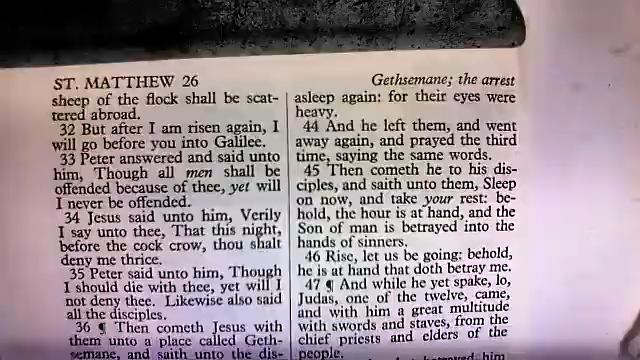 ST. MATTHEW 26
Gethsemane; the arrest
sheep of the flock shall be scat-
tered abroad.
32 But after I am risen again, I
will go before you into Galilee.
33 Peter answered and said unto
him, Though all men shall be
offended because of thee, yet will
I never be offended.
34 Jesus said unto him, Verily
I say unto thee, That this night,
before the cock crow, thou shalt
deny me thrice.
35 Peter said unto him, Though
I should die with thee, yet will I
not deny thee. Likewise also said
all the disciples.
36 ¶ Then cometh Jesus with
them unto a place called Geth-
semane, and saith unto the dis-
asleep again: for their eyes were
heavy.
44 And he left them, and went
away again, and prayed the third
time, saying the same words.
45 Then cometh he to his dis-
ciples, and saith unto them, Sleep
on now, and take your rest: be-
hold, the hour is at hand, and the
Son of man is betrayed into the
hands of sinners.
46 Rise, let us be going: behold,
he is at hand that doth betray me.
47 ¶ And while he yet spake, lo,
Judas, one of the twelve, came,
and with him a great multitude
with swords and staves, from the
chief priests and elders of the
people.